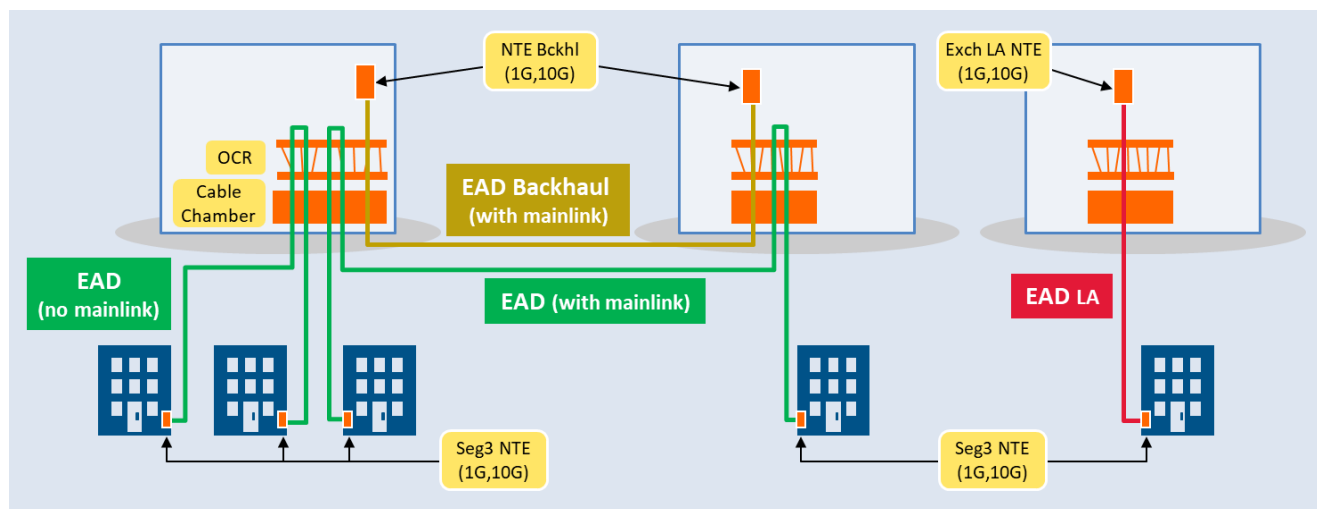 NTE Bckhl
(1G,10G)
Exch LA NTE
(1G,10G)
OCR
Cable
Chamber
EAD Backhaul
(with mainlink)
EAD
(no mainlink)
EAD (with mainlink)
EAD LA
Seg3 NTE
(1G,10G)
Seg3 NTE
(1G,10G)